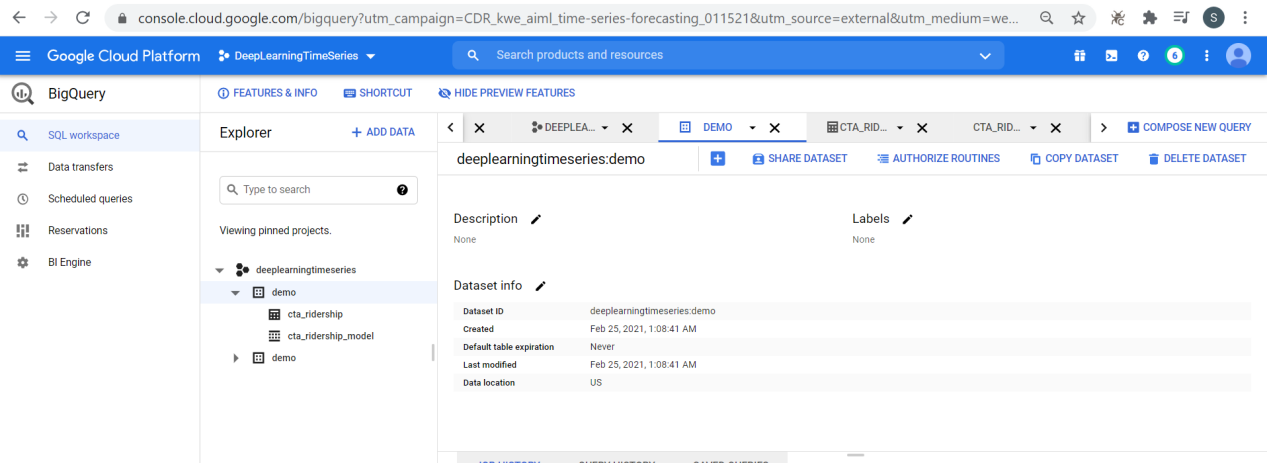 console.cloud.google.com/bigquery?utm_campaign=CDR_kwe_aiml_time-series-forecasting_011521&utm_source=external&utm_medium=we...
S
Google Cloud Platform DeepLearningTimeSeries Search products and resources 6
BigQuery FEATURES & INFO SHORTCUT HIDE PREVIEW FEATURES
SQL workspace
Data transfers
Scheduled queries
Reservations
BI Engine
Explorer + ADD DATA
Type to search
Viewing pinned projects.
deeplearningtimeseries
demo
cta_ridership
cta_ridership_model
demo
DEEPLEA... DEMO CTA_RID... CTA_RID... COMPOSE NEW QUERY
deeplearningtimeseries:demo SHARE DATASET AUTHORIZE ROUTINES COPY DATASET DELETE DATASET
Description Labels
None None
Dataset info
Dataset ID deeplearningtimeseries:demo
Created Feb 25, 2021, 1:08:41 AM
Default table expiration Never
Last modified Feb 25, 2021, 1:08:41 AM
Data location US